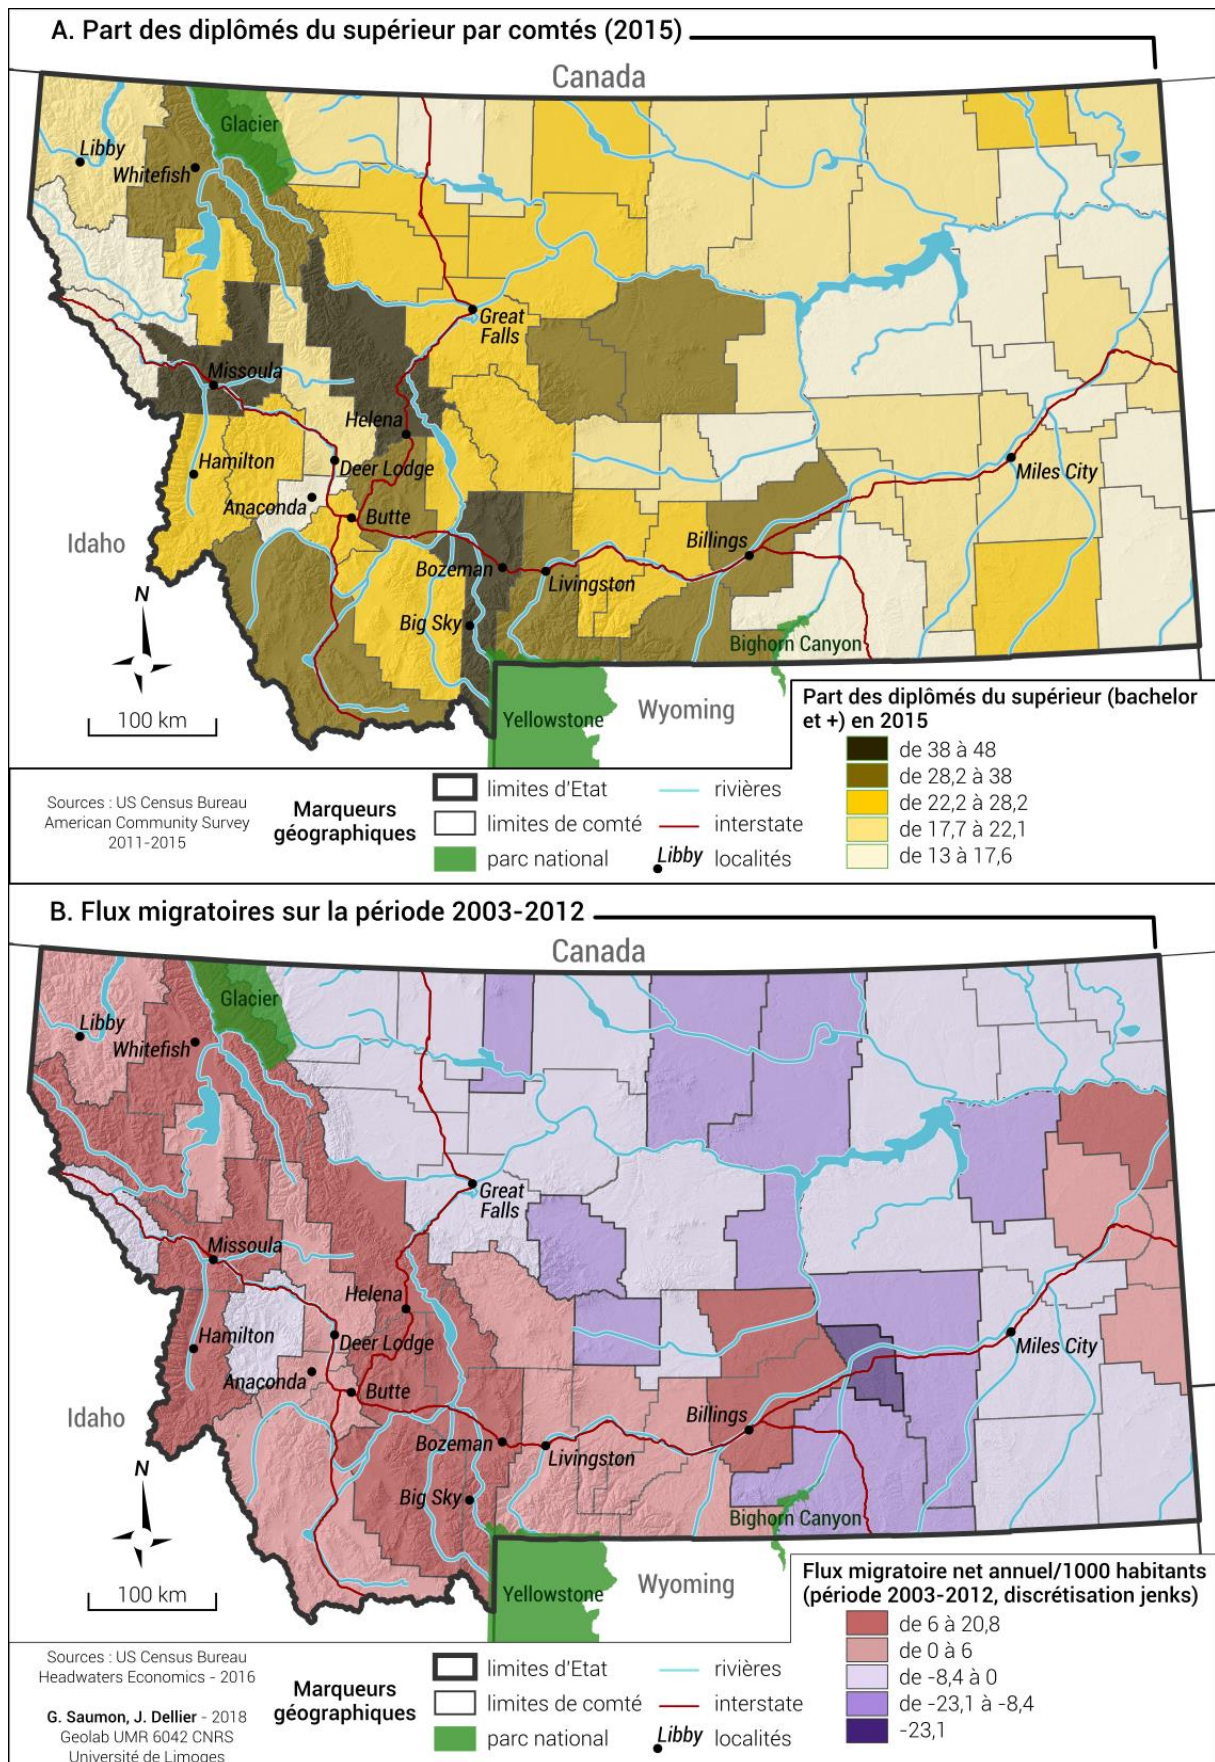 A. Part des diplômés du supérieur par comtés (2015)
Canada
Glacier
Libby
Whitefish
Great
Falls
Missoula
Helena
Hamilton
Deer Lodge
Anaconda
Butte
Miles City
Idaho
Billings
Bozeman
Livingston
N
Big Sky
Bighorn Canyon
100 km
Yellowstone
Wyoming
Part des diplômés du supérieur (bachelor
et +) en 2015
de 38 à 48
de 28,2 à 38
de 22,2 à 28,2
de 17,7 à 22,1
de 13 à 17,6
Sources : US Census Bureau
American Community Survey
2011-2015
Marqueurs
géographiques
limites d'Etat
limites de comté
parc national
rivières
interstate
Libby localités
B. Flux migratoires sur la période 2003-2012
Canada
Glacier
Libby
Whitefish
Great
Falls
Missoula
Helena
Hamilton
Deer Lodge
Anaconda
Butte
Miles City
Idaho
Billings
Bozeman
Livingston
N
Big Sky
Bighorn Canyon
100 km
Yellowstone
Wyoming
Flux migratoire net annuel/1000 habitants
(période 2003-2012, discrétisation jenks)
de 6 à 20,8
de 0 à 6
de -8,4 à 0
de -23,1 à -8,4
-23,1
Sources : US Census Bureau
Headwaters Economics - 2016
G. Saumon, J. Dellier - 2018
Geolab UMR 6042 CNRS
Université de Limoges
Marqueurs
géographiques
limites d'Etat
limites de comté
parc national
rivières
interstate
Libby localités